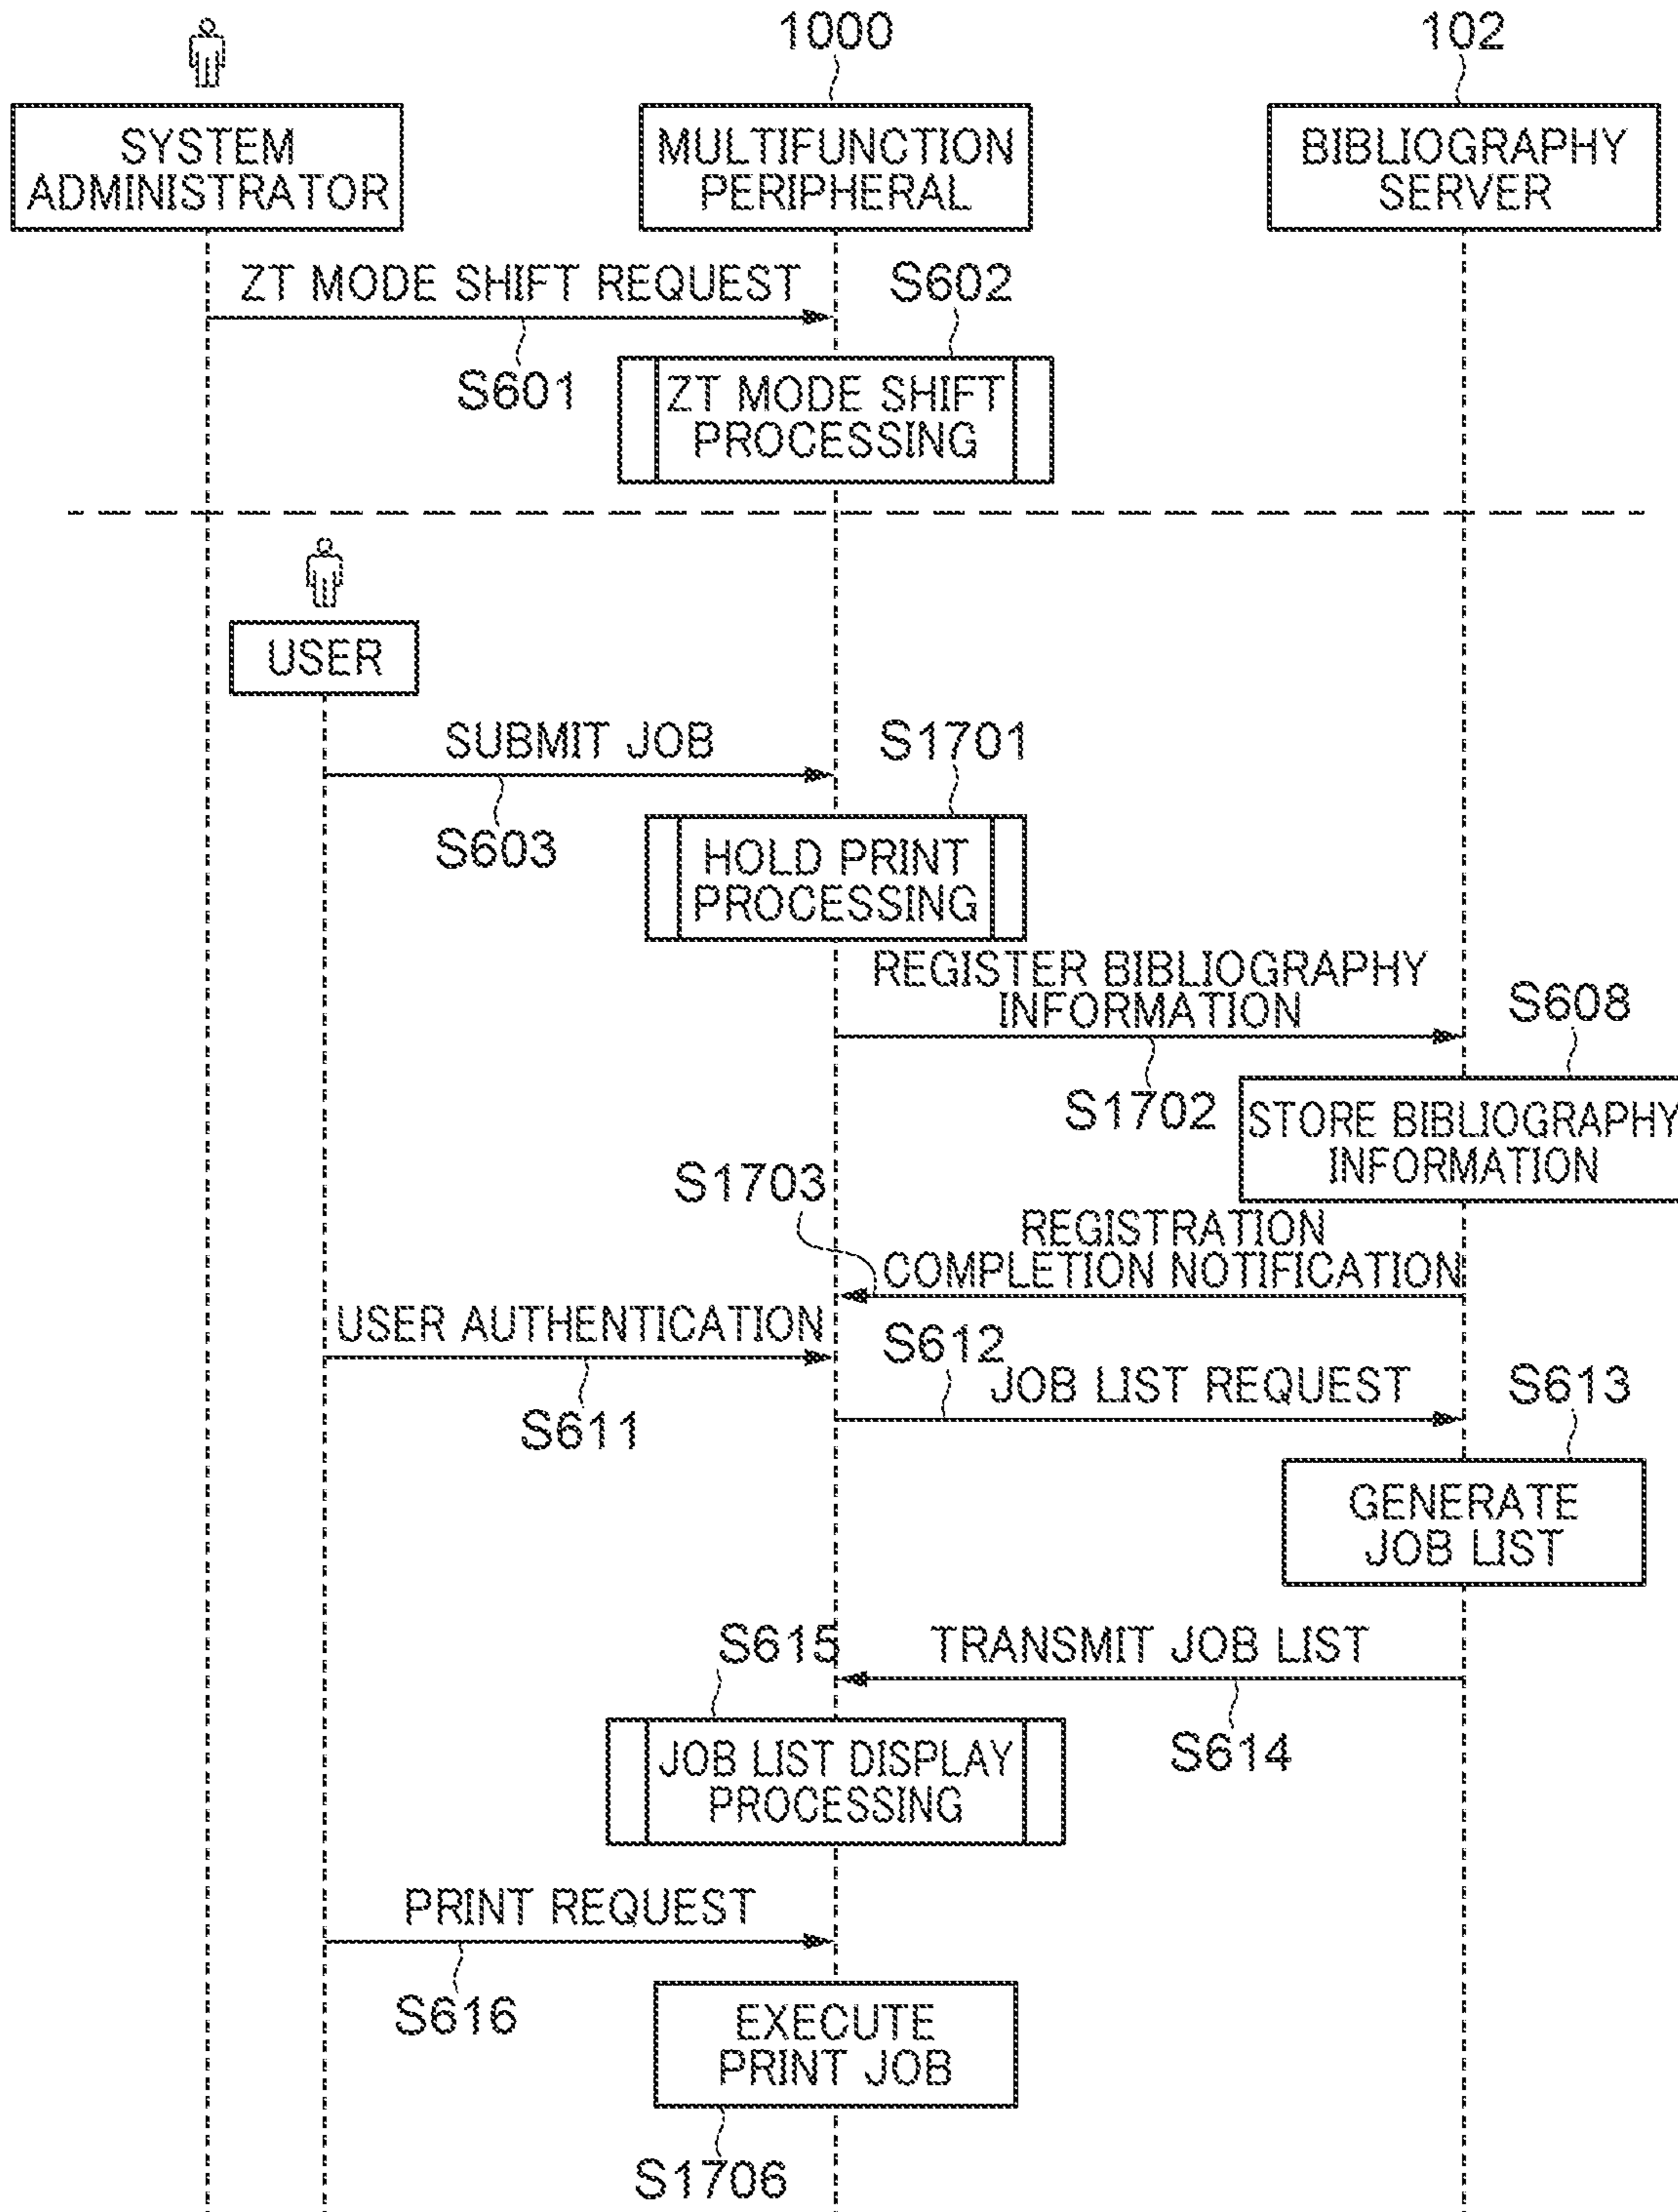 1000
102
SYSTEM
ADMINISTRATOR
MULTIFUNCTION
PERIPHERAL
BIBLIOGRAPHY
SERVER
ZT MODE SHIFT REQUEST
S602
S601
ZT MODE SHIFT
PROCESSING
USER
SUBMIT JOB
S1701
S603
HOLD PRINT
PROCESSING
REGISTER BIBLIOGRAPHY
INFORMATION
S608
S1702
STORE BIBLIOGRAPHY
INFORMATION
S1703
REGISTRATION
COMPLETION NOTIFICATION
USER AUTHENTICATION
S612
JOB LIST REQUEST
S613
S611
GENERATE
JOB LIST
S615
TRANSMIT JOB LIST
S614
JOB LIST DISPLAY
PROCESSING
PRINT REQUEST
S616
EXECUTE
PRINT JOB
S1706